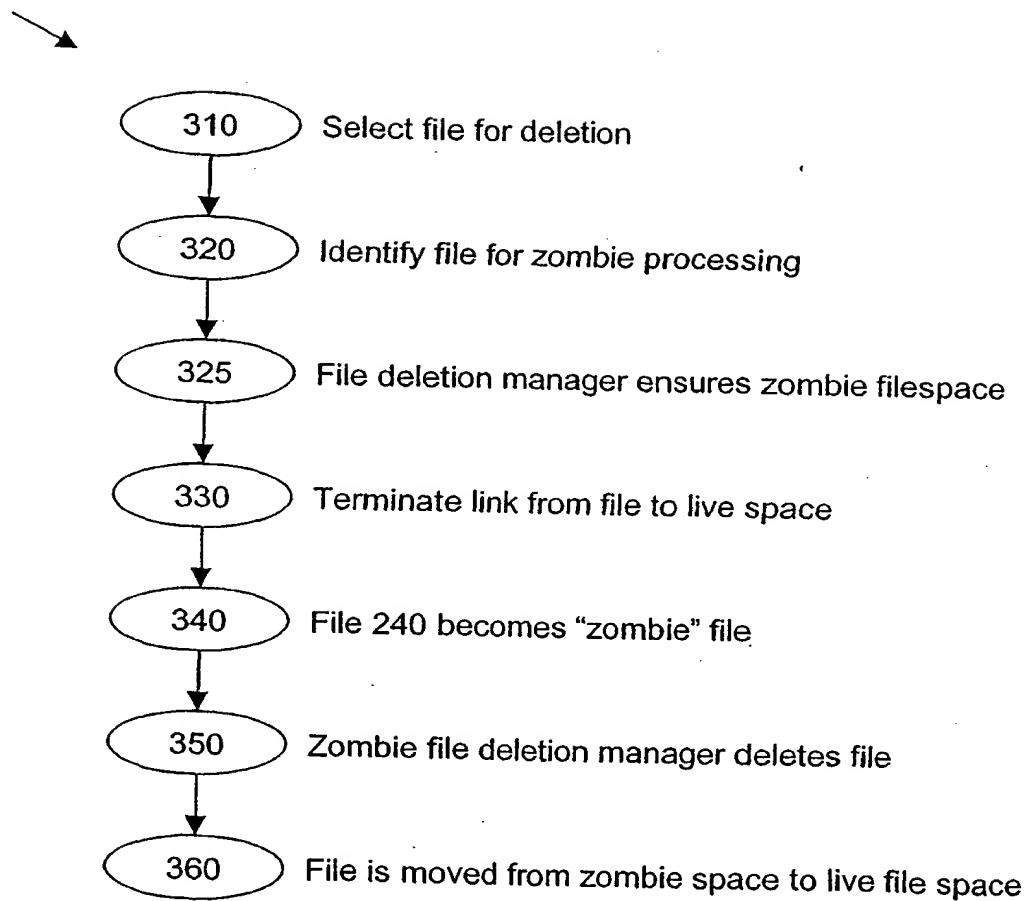 310 Select file for deletion
320 Identify file for zombie processing
325 File deletion manager ensures zombie filespace
330 Terminate link from file to live space
340 File 240 becomes “zombie” file
350 Zombie file deletion manager deletes file
360 File is moved from zombie space to live file space